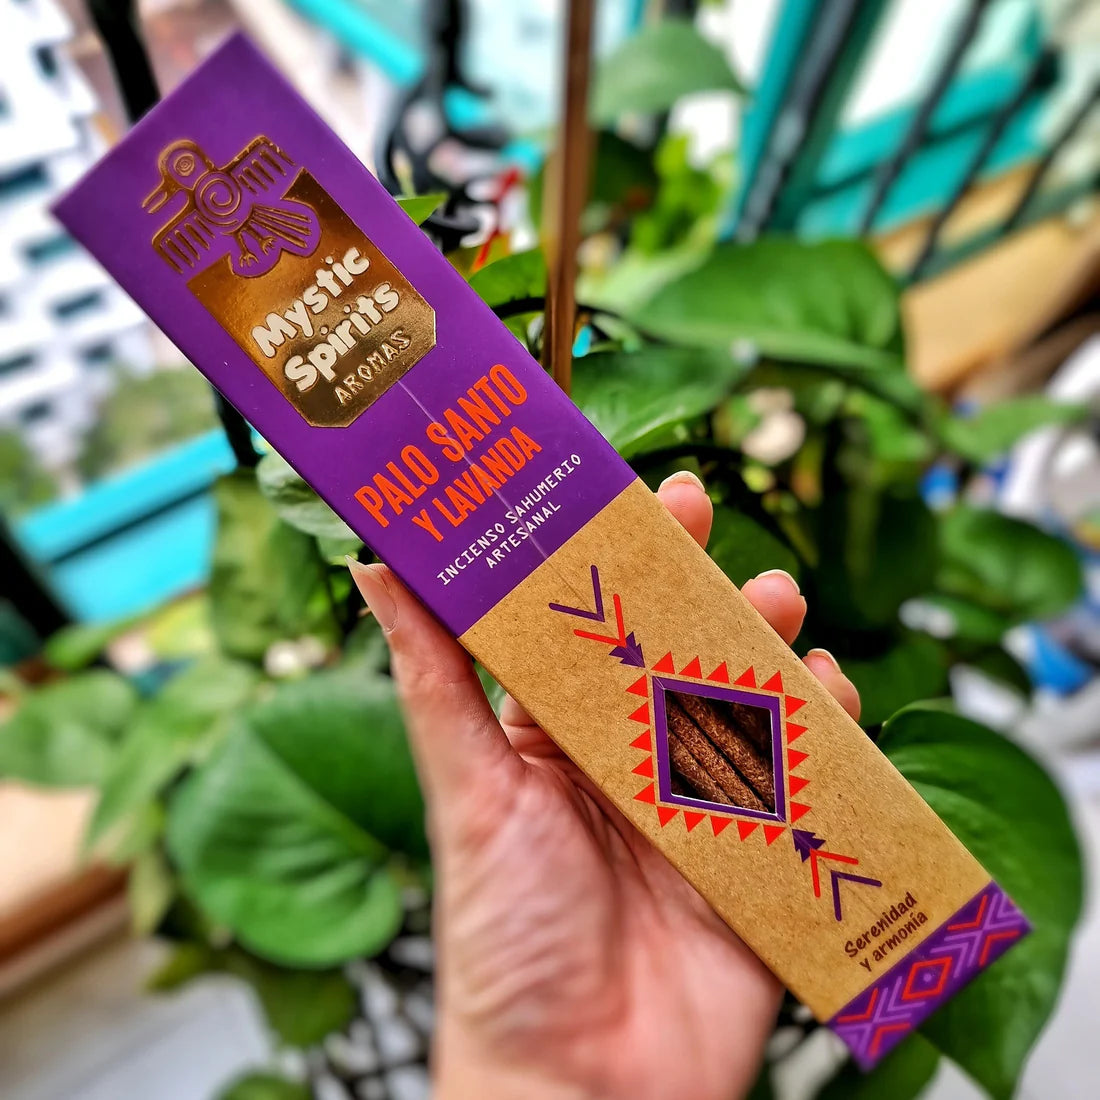 Mystic
Spirits
AROMAS
PALO SANTO
Y LAVANDA
INCIENSO SAHUMERIO
ARTESANAL
Serenidad
y armonía